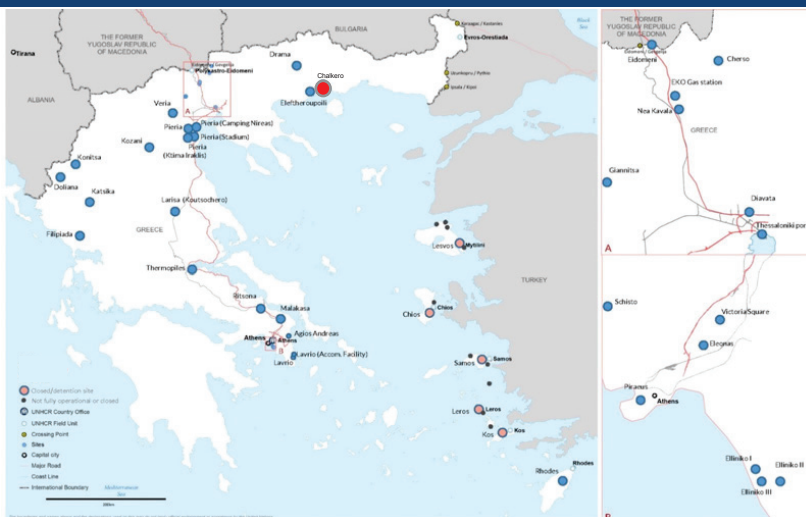 BULGARIA
THE FORMER
YUGOSLAV REPUBLIC
OF MACEDONIA
Tirana
ALBANIA
Drama
Chalkero
Eleftheroupoili
Evros-Orestiada
Polykastro-Eidomeni
A
Veria
Pieria
Pieria (Camping Nireas)
Pieria (Stadium)
Pieria
(Ktima Iraklis)
Kozani
Konitsa
Doliana
Katsika
Larisa (Koutsochero)
GREECE
Filipiada
Thermopiles
Ritsona
Malakasa
Agios Andreas
Athens
Athens
Lavrio (Accom. Facility)
Lavrio
Lesvos
Mytilini
TURKEY
Chios
Chios
Samos
Samos
Leros
Leros
Kos
Kos
Rhodes
Rhodes
Closed/detention site
Not fully operational or closed
UNHCR Country Office
UNHCR Field Unit
Crossing Point
Sites
Capital city
Major Road
Coast Line
International Boundary
Mediterranean
Sea
THE FORMER
YUGOSLAV REPUBLIC
OF MACEDONIA
Eidomeni
Cherso
EKO Gas station
Nea Kavala
GREECE
Giannitsa
Diavata
Thessaloniki por
A
Schisto
Victoria Square
Elegnas
Piraeus
Athens
Elliniko I
Elliniko II
Elliniko III
B